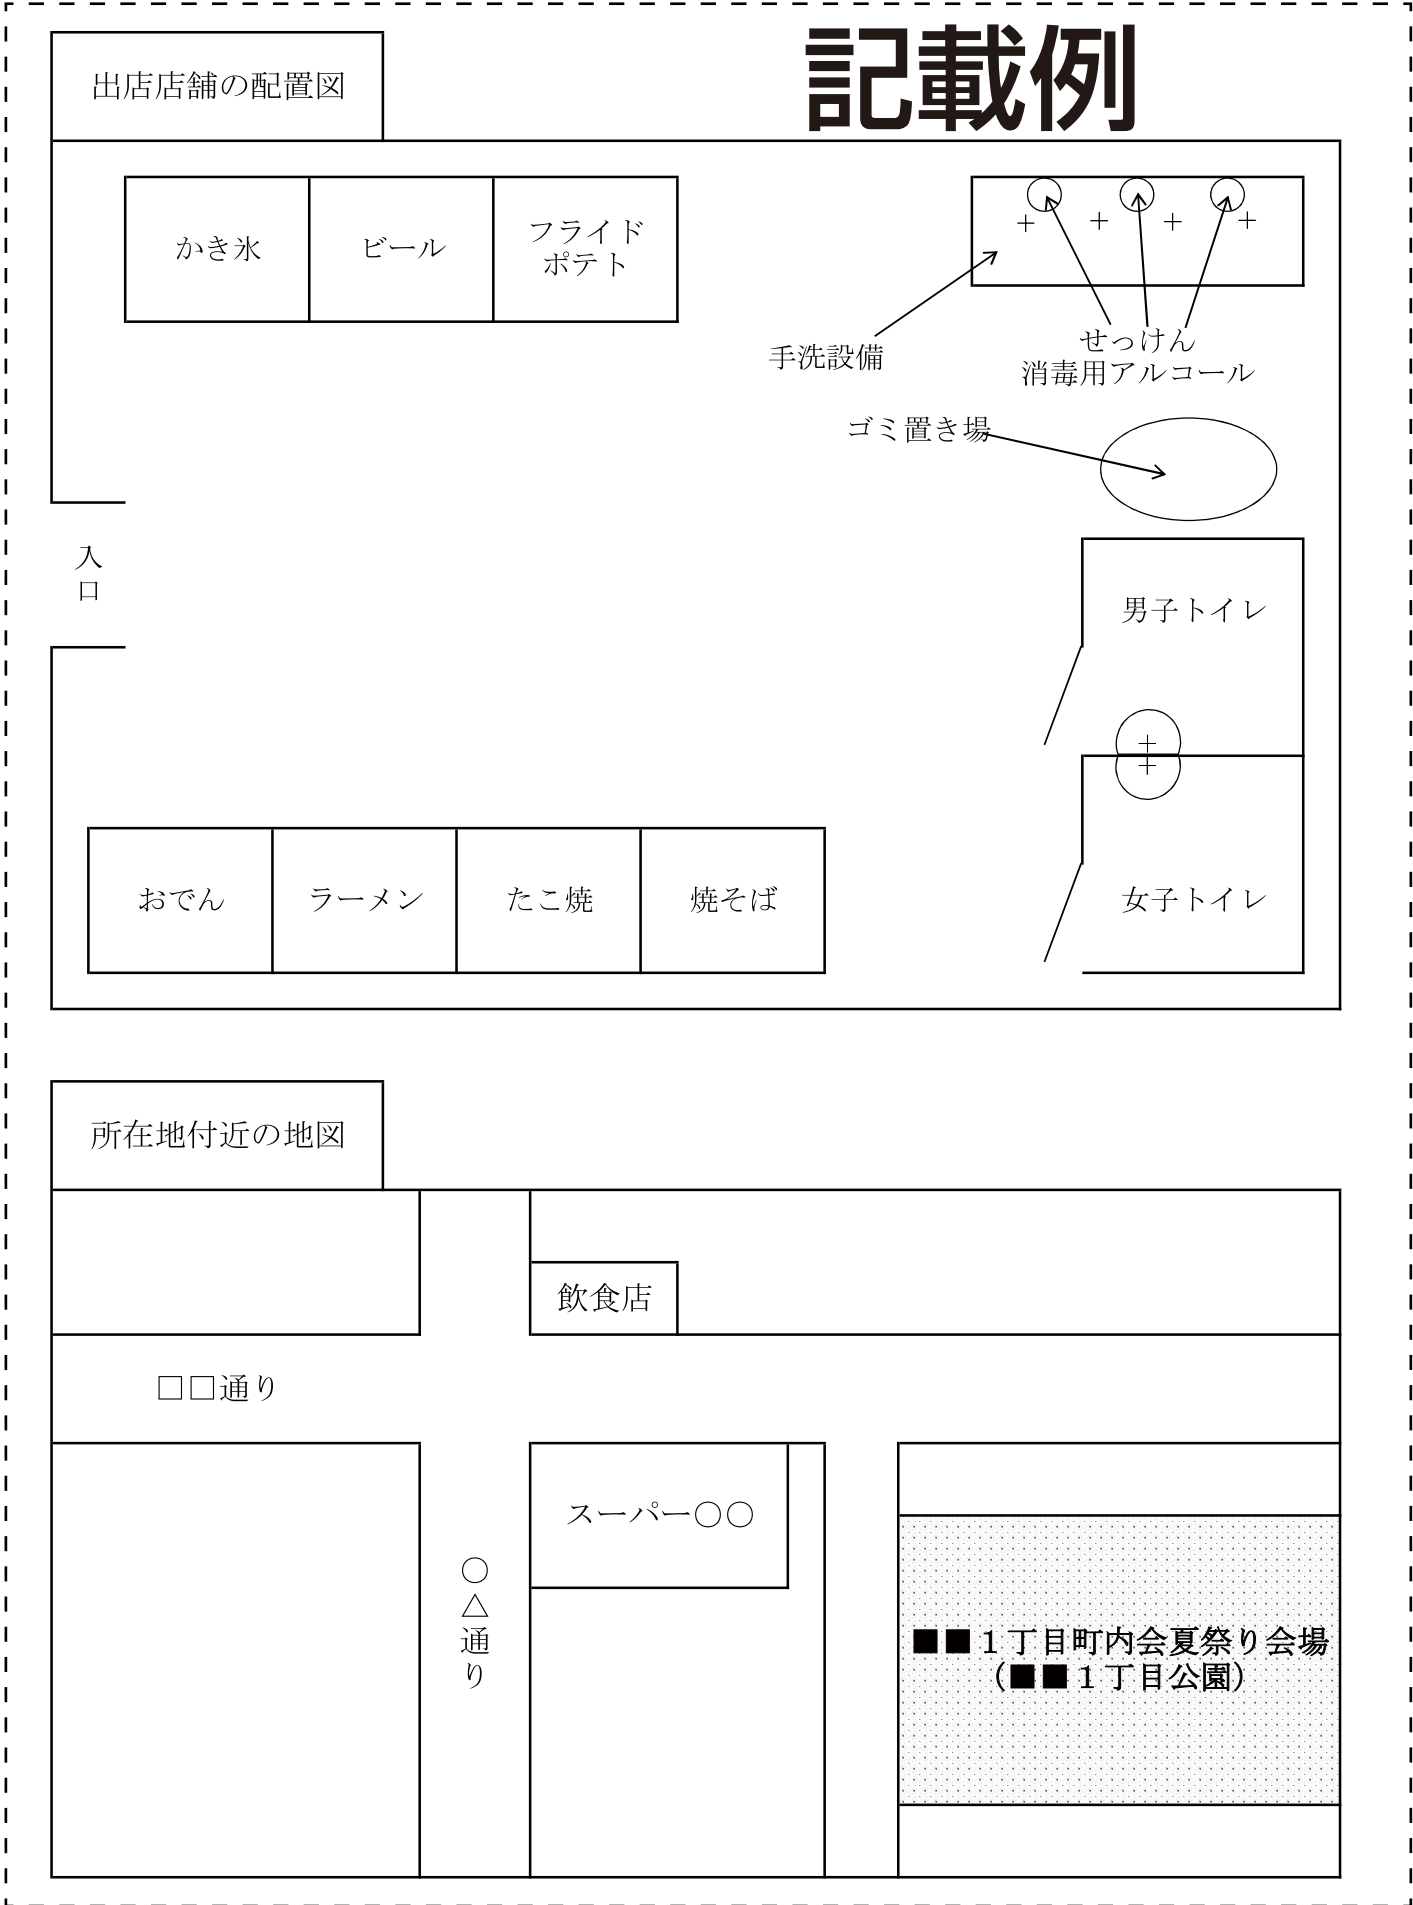 記載例
出店店舗の配置図
かき氷
ビール
フライド
ポテト
手洗設備
せっけん
消毒用アルコール
ゴミ置き場
入口
男子トイレ
おでん
ラーメン
たこ焼
焼そば
女子トイレ
所在地付近の地図
飲食店
□□通り
スーパー○○
○△通り
■■１丁目町内会夏祭り会場
(■■１丁目公園)